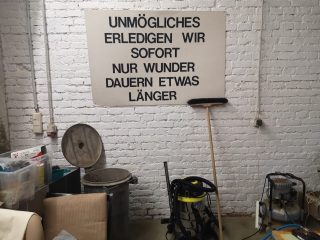 UNMÖGLICHES
ERLEDIGEN WIR
SOFORT
NUR WUNDER
DAUERN ETWAS
LÄNGER